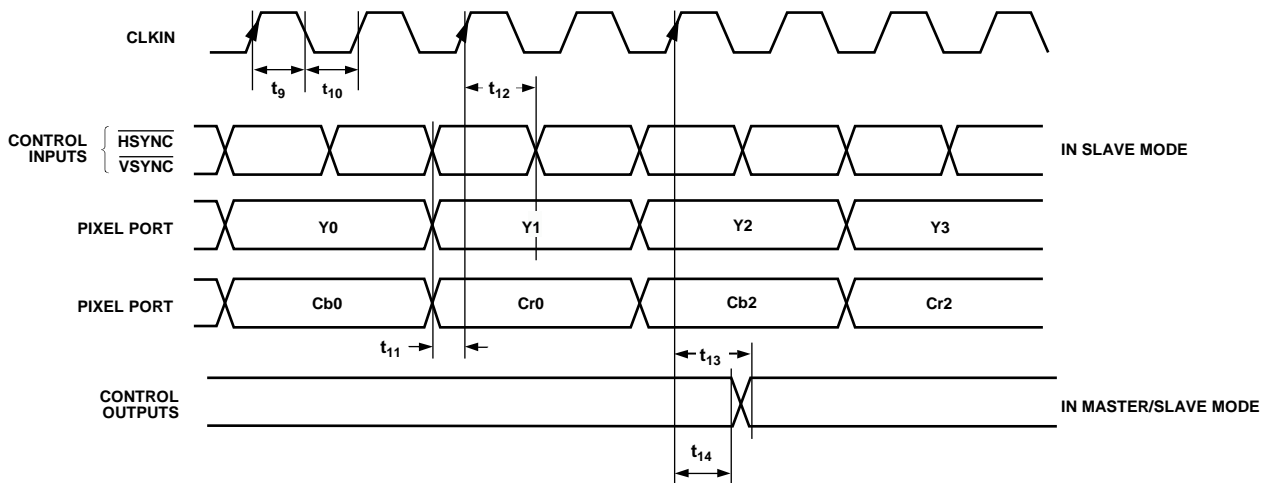 CLKIN
t9
t10
t12
CONTROL
INPUTS
HSYNC
VSYNC
IN SLAVE MODE
PIXEL PORT
Y0
Y1
Y2
Y3
PIXEL PORT
Cb0
Cr0
Cb2
Cr2
t11
t13
CONTROL
OUTPUTS
IN MASTER/SLAVE MODE
t14